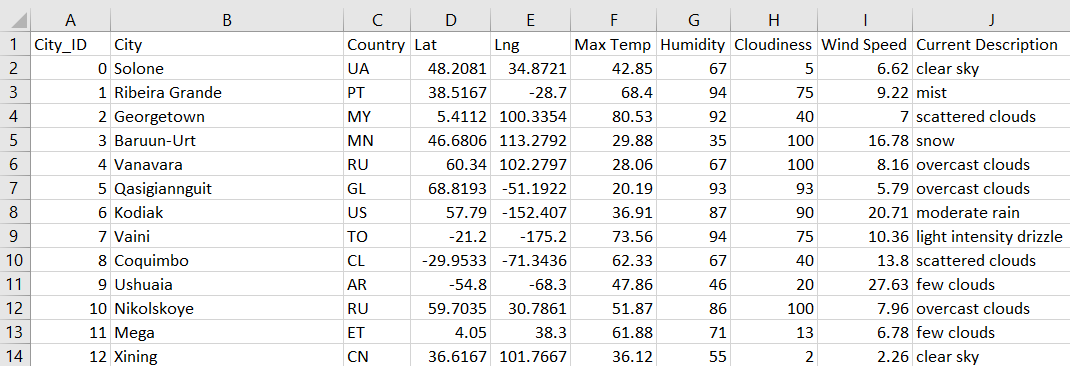 A B C D E F G H I J
1 City_ID City Country Lat Lng Max Temp Humidity Cloudiness Wind Speed Current Description
2 0 Solone UA 48.2081 34.8721 42.85 67 5 6.62 clear sky
3 1 Ribeira Grande PT 38.5167 -28.7 68.4 94 75 9.22 mist
4 2 Georgetown MY 5.4112 100.3354 80.53 92 40 7 scattered clouds
5 3 Baruun-Urt MN 46.6806 113.2792 29.88 35 100 16.78 snow
6 4 Vanavara RU 60.34 102.2797 28.06 67 100 8.16 overcast clouds
7 5 Qasigiannguit GL 68.8193 -51.1922 20.19 93 93 5.79 overcast clouds
8 6 Kodiak US 57.79 -152.407 36.91 87 90 20.71 moderate rain
9 7 Vaini TO -21.2 -175.2 73.56 94 75 10.36 light intensity drizzle
10 8 Coquimbo CL -29.9533 -71.3436 62.33 67 40 13.8 scattered clouds
11 9 Ushuaia AR -54.8 -68.3 47.86 46 20 27.63 few clouds
12 10 Nikolskoye RU 59.7035 30.7861 51.87 86 100 7.96 overcast clouds
13 11 Mega ET 4.05 38.3 61.88 71 13 6.78 few clouds
14 12 Xining CN 36.6167 101.7667 36.12 55 2 2.26 clear sky